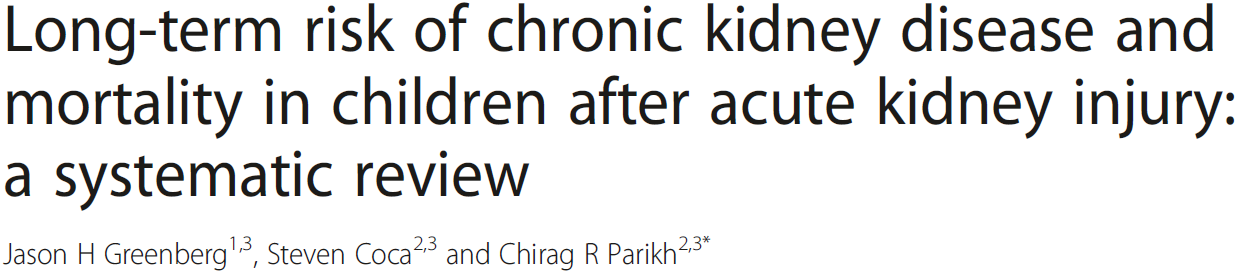 Long-term risk of chronic kidney disease and
mortality in children after acute kidney injury:
a systematic review
Jason H Greenberg1,3, Steven Coca2,3 and Chirag R Parikh2,3*